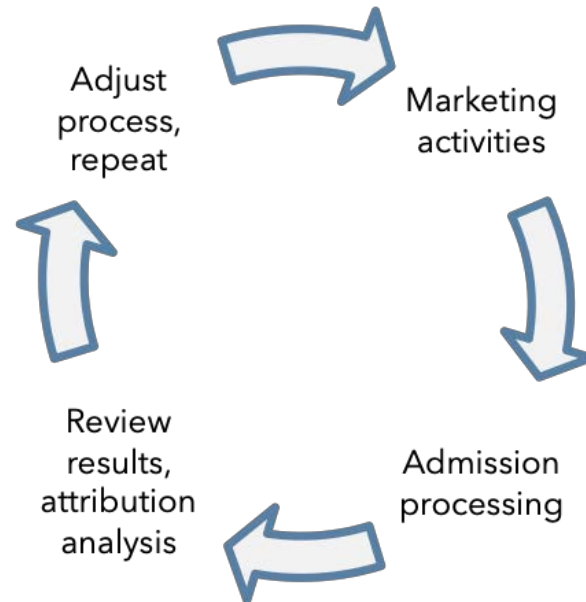 Adjust
process,
repeat
Marketing
activities
Admission
processing
Review
results,
attribution
analysis